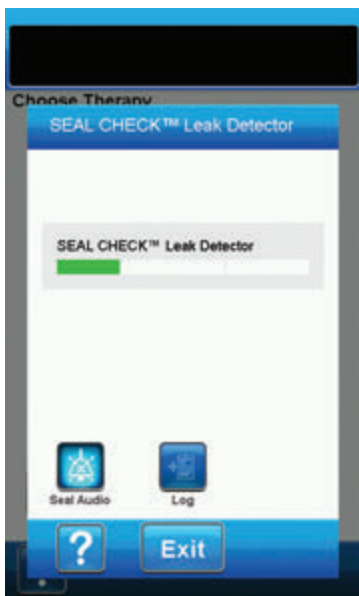 Choose Therapy
SEAL CHECK™ Leak Detector
SEAL CHECK™ Leak Detector
Seal Audio
Log
?
Exit